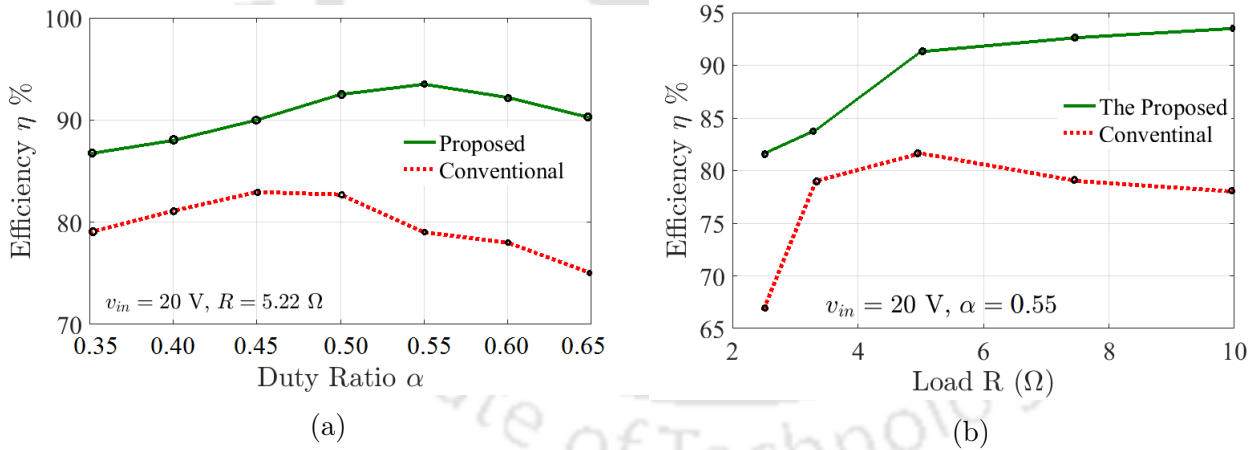 100
90
80
70
Efficiency η %
Proposed
Conventional
v_in = 20 V, R = 5.22 Ω
0.35 0.40 0.45 0.50 0.55 0.60 0.65
Duty Ratio α
(a)
95
90
85
80
75
70
65
Efficiency η %
The Proposed
Conventinal
v_in = 20 V, α = 0.55
2 4 6 8 10
Load R (Ω)
(b)
of Technolo